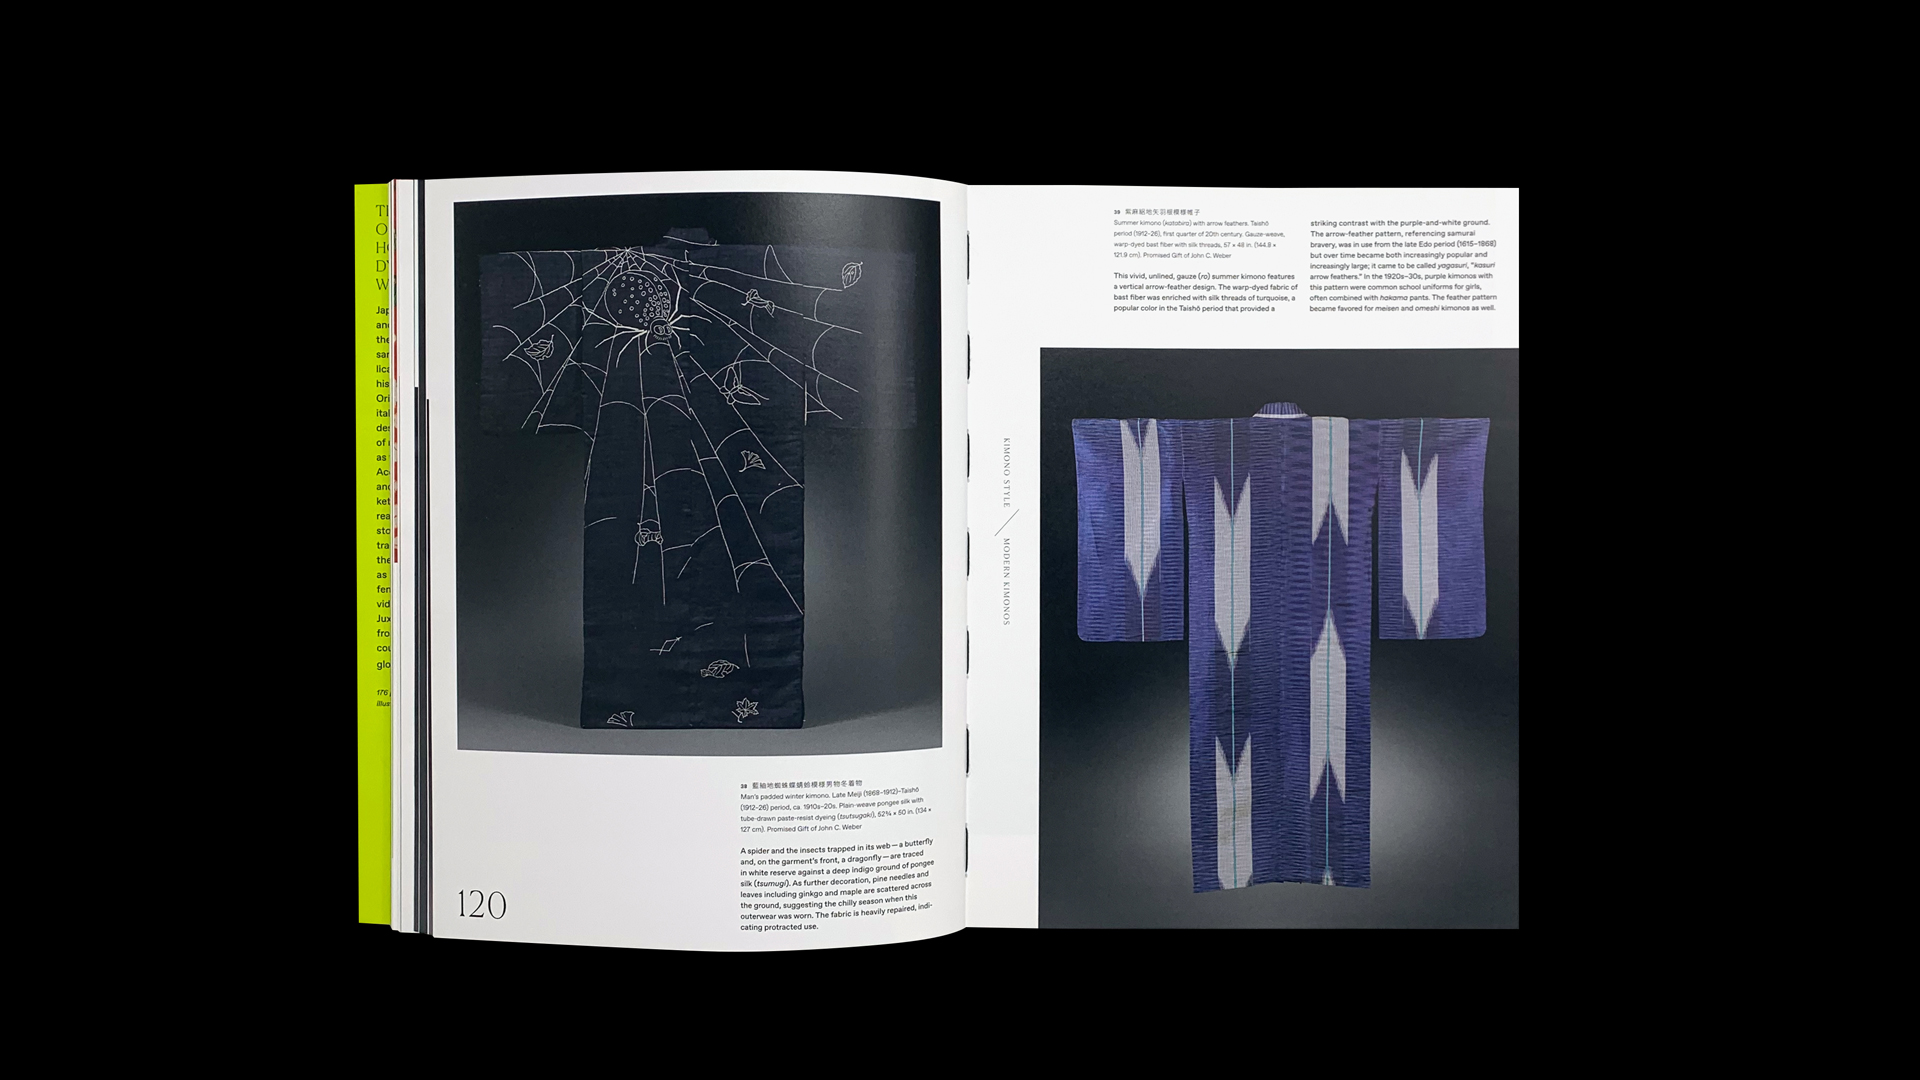 TH
O
HO
DY
W
Jap
and
the
sar
lica
his
Ori
ital
des
of
as
Acc
and
ket
rea
sto
tra
the
as
fen
vid
Jux
fro
cou
glo
176
illus
38 藍紬地蜘蛛蝶蜻蛉模様男物冬着物
Man's padded winter kimono. Late Meiji (1868–1912)–Taishō
(1912–26) period, ca. 1910s–20s. Plain-weave pongee silk with
tube-drawn paste-resist dyeing (tsutsugaki), 52¾ × 50 in. (134 ×
127 cm). Promised Gift of John C. Weber
A spider and the insects trapped in its web — a butterfly
and, on the garment's front, a dragonfly — are traced
in white reserve against a deep indigo ground of pongee
silk (tsumugi). As further decoration, pine needles and
leaves including ginkgo and maple are scattered across
the ground, suggesting the chilly season when this
outerwear was worn. The fabric is heavily repaired, indi-
cating protracted use.
120
KIMONO STYLE / MODERN KIMONOS
39 紫麻絽地矢羽根模様帷子
Summer kimono (katabira) with arrow feathers. Taishō
period (1912–26), first quarter of 20th century. Gauze-weave,
warp-dyed bast fiber with silk threads, 57 × 48 in. (144.8 ×
121.9 cm). Promised Gift of John C. Weber
This vivid, unlined, gauze (ro) summer kimono features
a vertical arrow-feather design. The warp-dyed fabric of
bast fiber was enriched with silk threads of turquoise, a
popular color in the Taishō period that provided a
striking contrast with the purple-and-white ground.
The arrow-feather pattern, referencing samurai
bravery, was in use from the late Edo period (1615–1868)
but over time became both increasingly popular and
increasingly large; it came to be called yagasuri, "kasuri
arrow feathers." In the 1920s–30s, purple kimonos with
this pattern were common school uniforms for girls,
often combined with hakama pants. The feather pattern
became favored for meisen and omeshi kimonos as well.